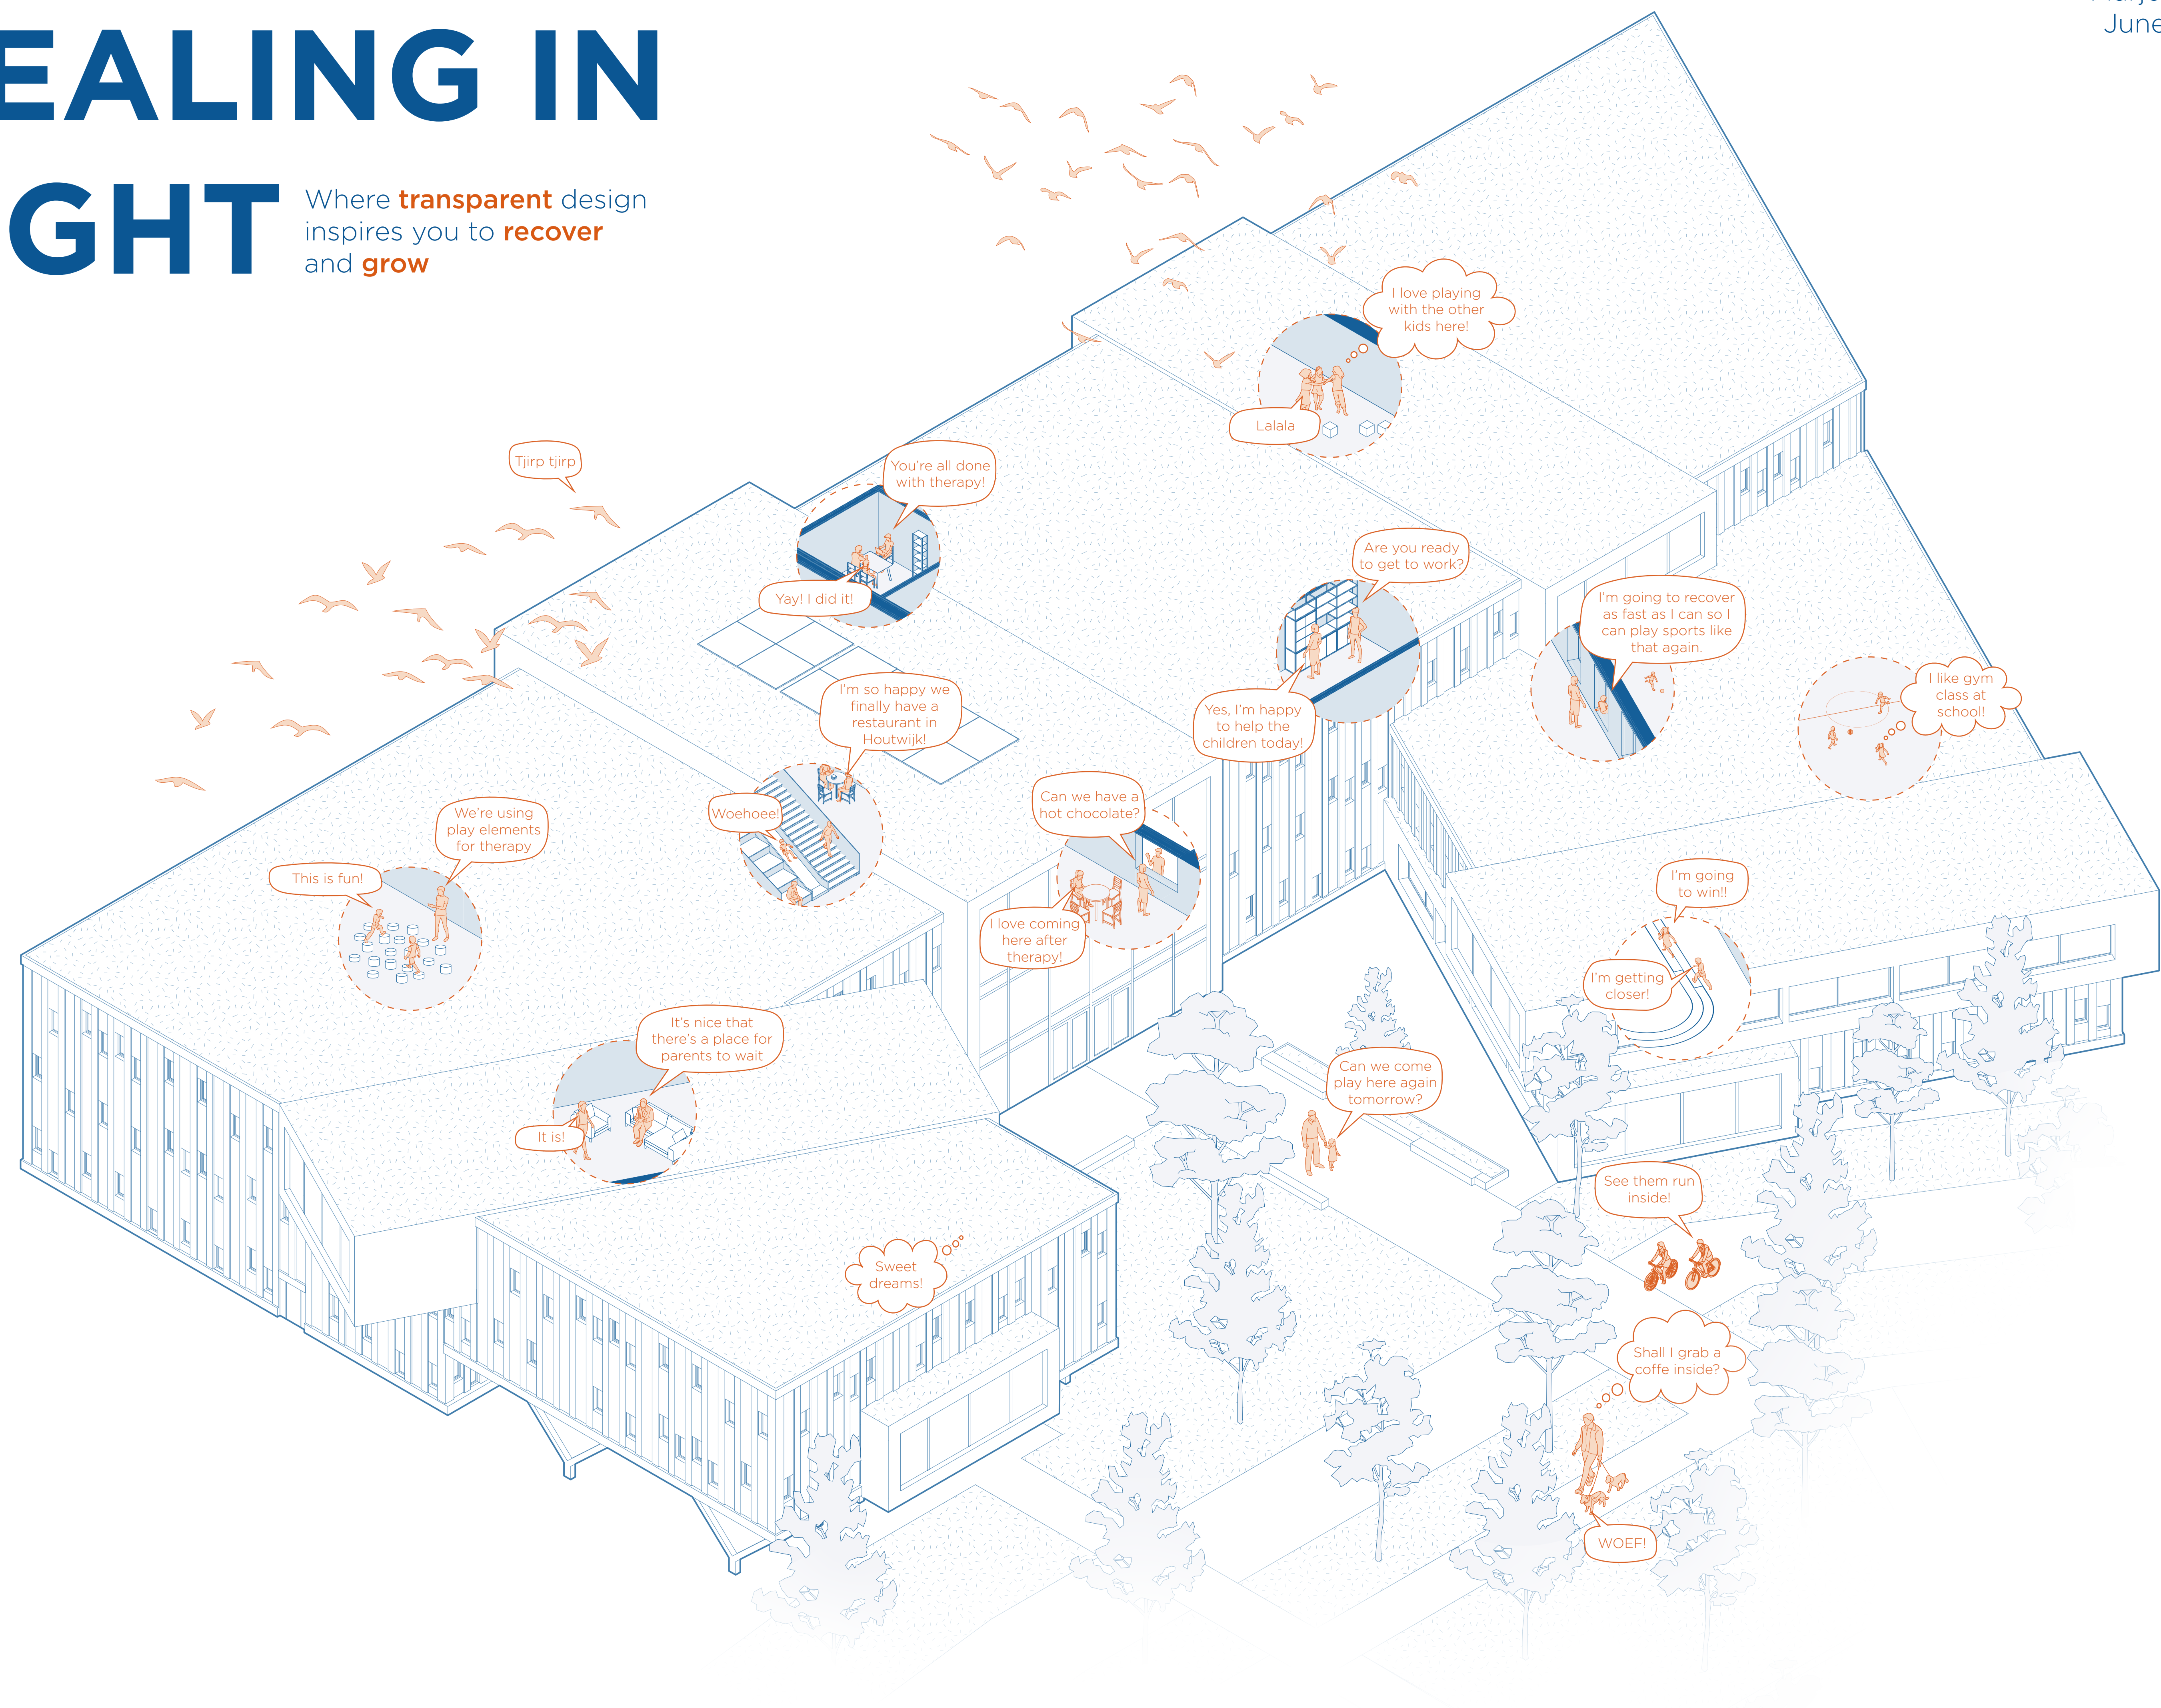 EALING IN
GHT
Where transparent design
inspires you to recover
and grow
June
I love playing
with the other
kids here!
Lalala
Tjirp tjirp
You're all done
with therapy!
Yay! I did it!
Are you ready
to get to work?
Yes, I'm happy
to help the
children today!
I'm going to recover
as fast as I can so I
can play sports like
that again.
I like gym
class at
school!
I'm so happy we
finally have a
restaurant in
Houtwijk!
Woehoee!
Can we have a
hot chocolate?
I love coming
here after
therapy!
We're using
play elements
for therapy
This is fun!
I'm going
to win!!
I'm getting
closer!
It's nice that
there's a place for
parents to wait
It is!
Can we come
play here again
tomorrow?
See them run
inside!
Sweet
dreams!
Shall I grab a
coffe inside?
WOEF!